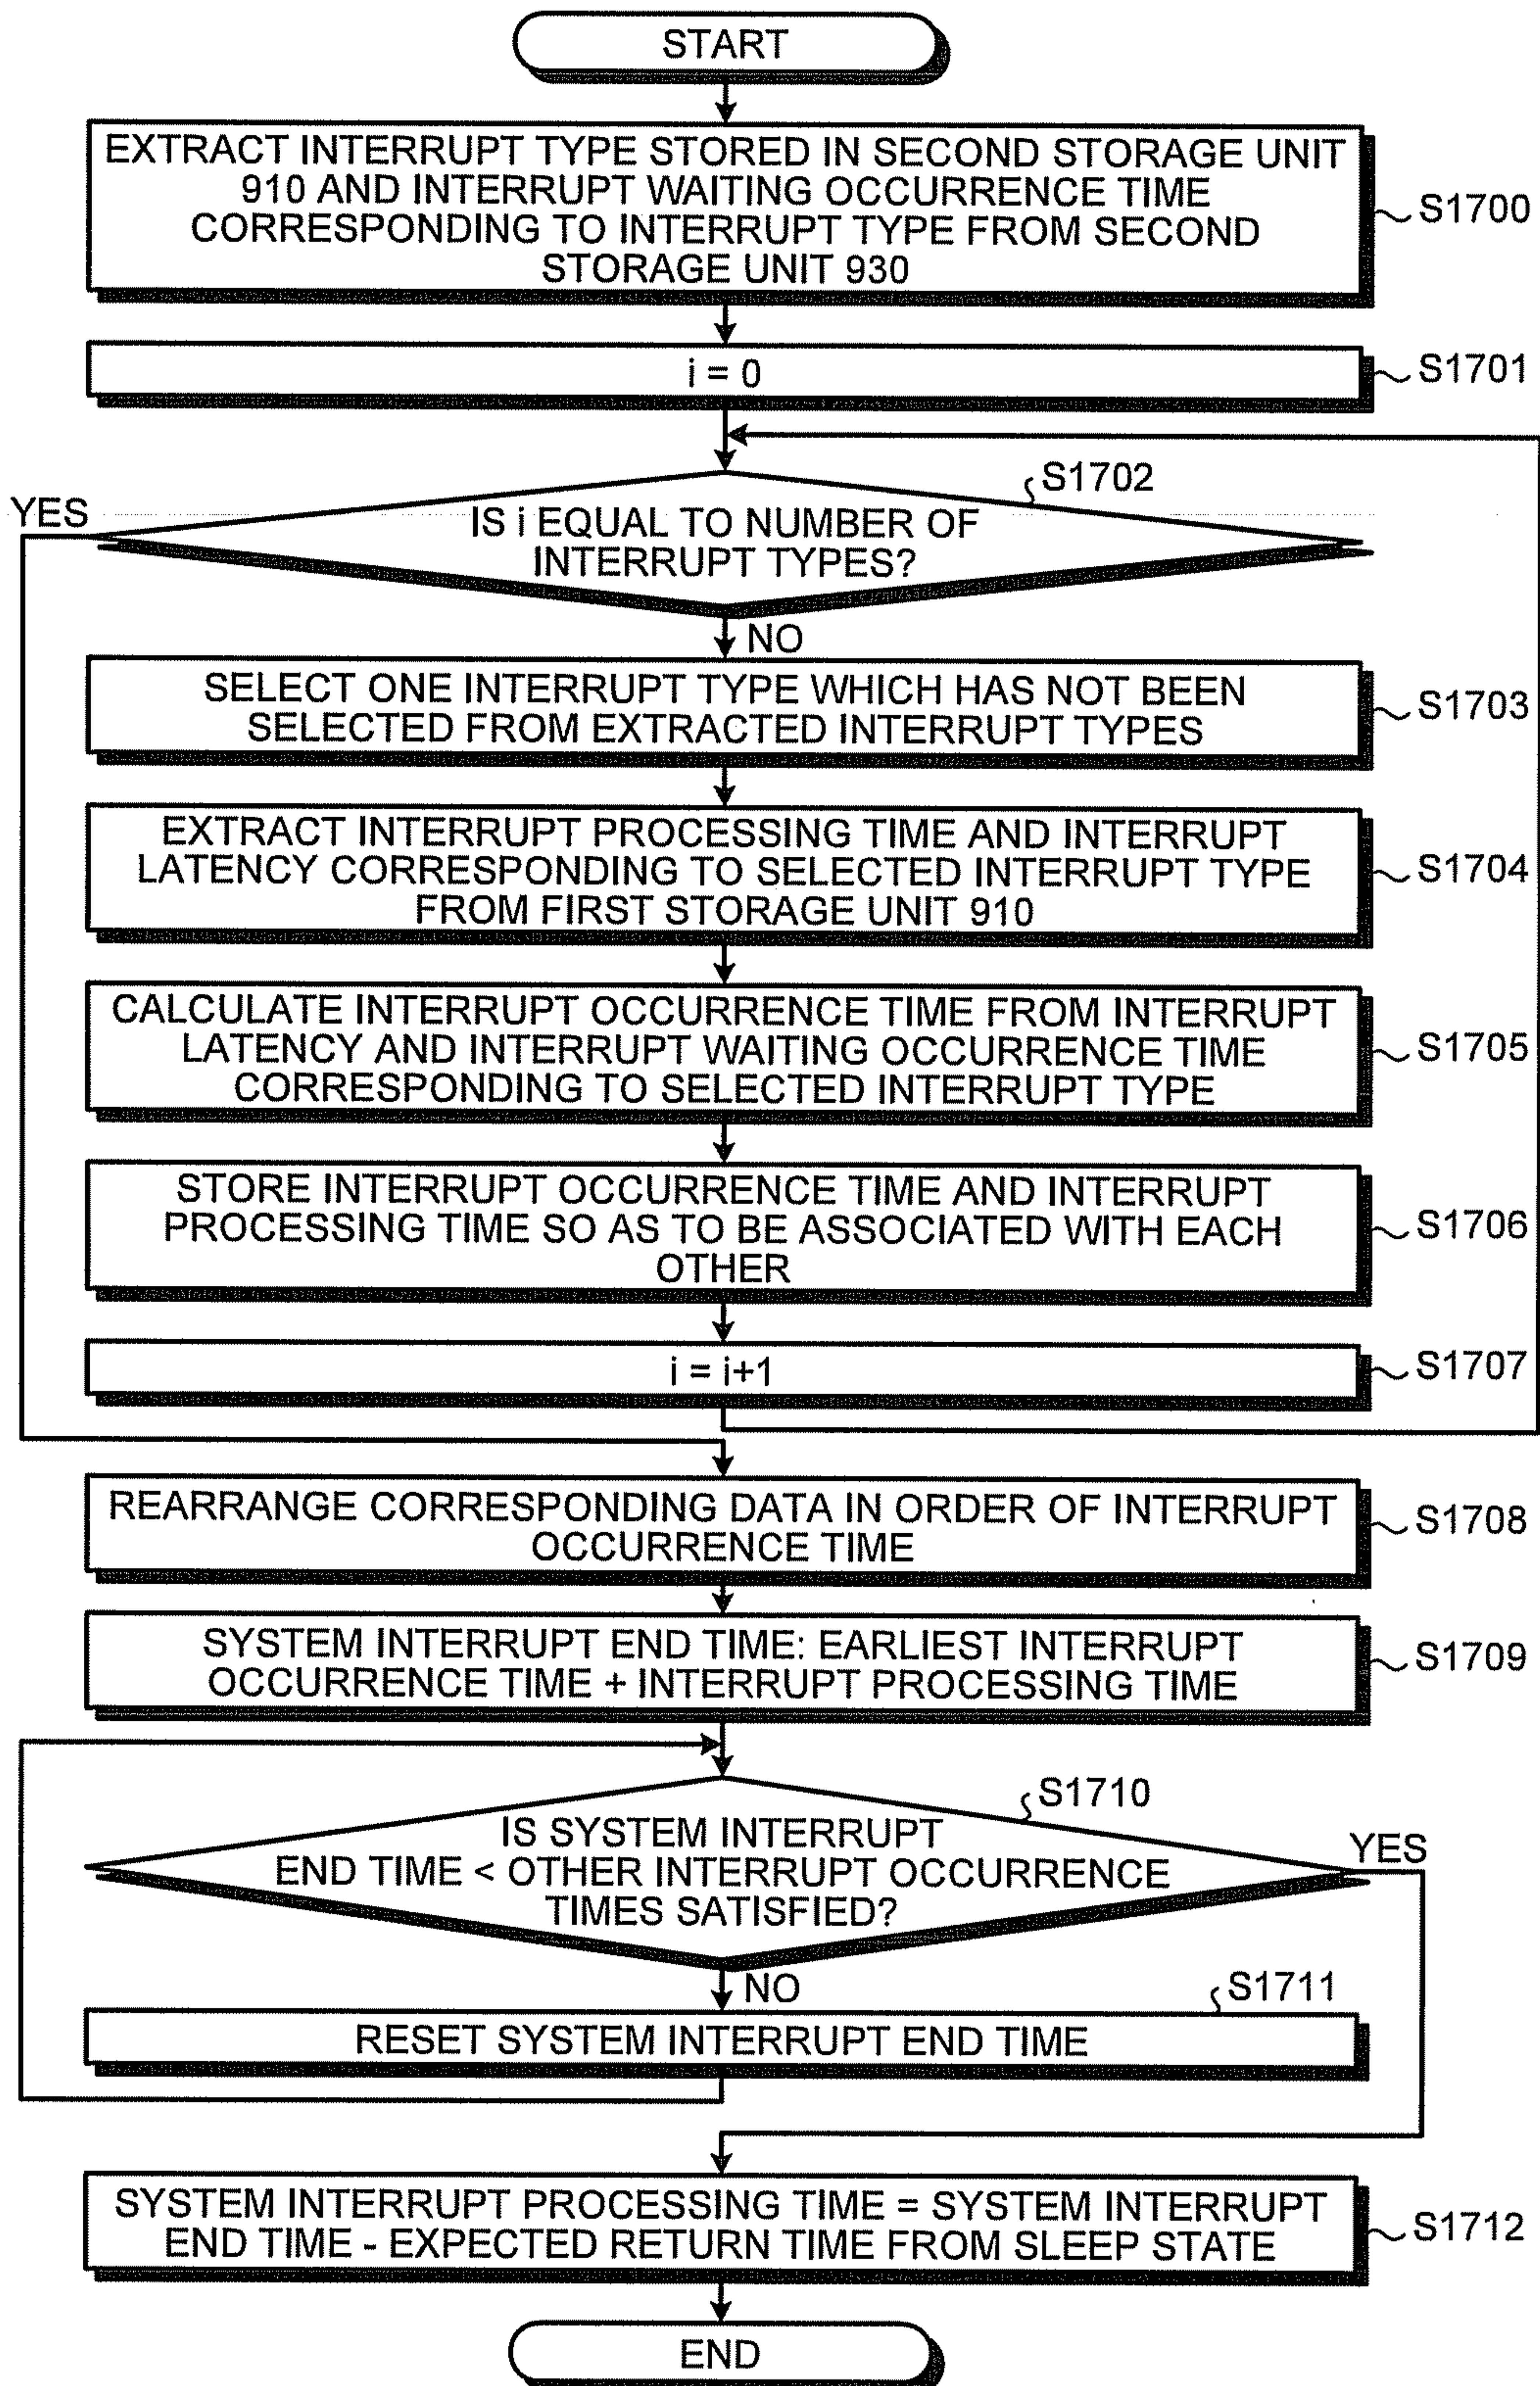 START
EXTRACT INTERRUPT TYPE STORED IN SECOND STORAGE UNIT
910 AND INTERRUPT WAITING OCCURRENCE TIME
CORRESPONDING TO INTERRUPT TYPE FROM SECOND
STORAGE UNIT 930
S1700
i = 0
S1701
S1702
YES
IS i EQUAL TO NUMBER OF
INTERRUPT TYPES?
NO
SELECT ONE INTERRUPT TYPE WHICH HAS NOT BEEN
SELECTED FROM EXTRACTED INTERRUPT TYPES
S1703
EXTRACT INTERRUPT PROCESSING TIME AND INTERRUPT
LATENCY CORRESPONDING TO SELECTED INTERRUPT TYPE
FROM FIRST STORAGE UNIT 910
S1704
CALCULATE INTERRUPT OCCURRENCE TIME FROM INTERRUPT
LATENCY AND INTERRUPT WAITING OCCURRENCE TIME
CORRESPONDING TO SELECTED INTERRUPT TYPE
S1705
STORE INTERRUPT OCCURRENCE TIME AND INTERRUPT
PROCESSING TIME SO AS TO BE ASSOCIATED WITH EACH
OTHER
S1706
i = i+1
S1707
REARRANGE CORRESPONDING DATA IN ORDER OF INTERRUPT
OCCURRENCE TIME
S1708
SYSTEM INTERRUPT END TIME: EARLIEST INTERRUPT
OCCURRENCE TIME + INTERRUPT PROCESSING TIME
S1709
S1710
IS SYSTEM INTERRUPT
END TIME < OTHER INTERRUPT OCCURRENCE
TIMES SATISFIED?
YES
NO
S1711
RESET SYSTEM INTERRUPT END TIME
SYSTEM INTERRUPT PROCESSING TIME = SYSTEM INTERRUPT
END TIME - EXPECTED RETURN TIME FROM SLEEP STATE
S1712
END